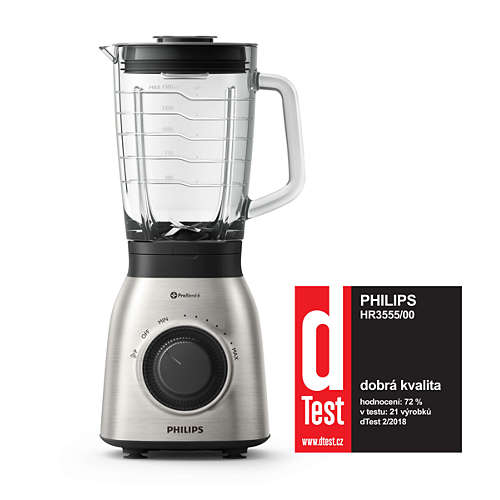 PHILIPS
ProBlend 6
OFF
MIN
MAX
PHILIPS
d
Test
www.dtest.cz
PHILIPS
HR3555/00
dobrá kvalita
hodnocení: 72 %
v testu: 21 výrobků
dTest 2/2018